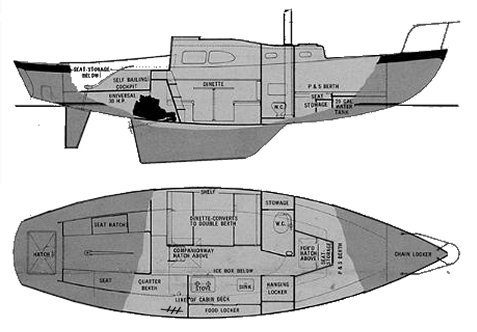 SEAT-STORAGE
BELOW
SELF BAILING
COCKPIT
UNIVERSAL
30 H.P.
DINETTE
W.C.
P & S BERTH
SEAT
STORAGE
20 GAL
WATER
TANK
SHELF
STORAGE
SEAT HATCH
DINETTE-CONVERTS
TO DOUBLE BERTH
W.C.
HATCH
COMPANIONWAY
HATCH ABOVE
FOR'D
HATCH
ABOVE
SEAT
STORAGE
P & S BERTH
CHAIN LOCKER
ICE BOX BELOW
SEAT
QUARTER
BERTH
STOVE
SINK
HANGING
LOCKER
LINE OF CABIN DECK
FOOD LOCKER